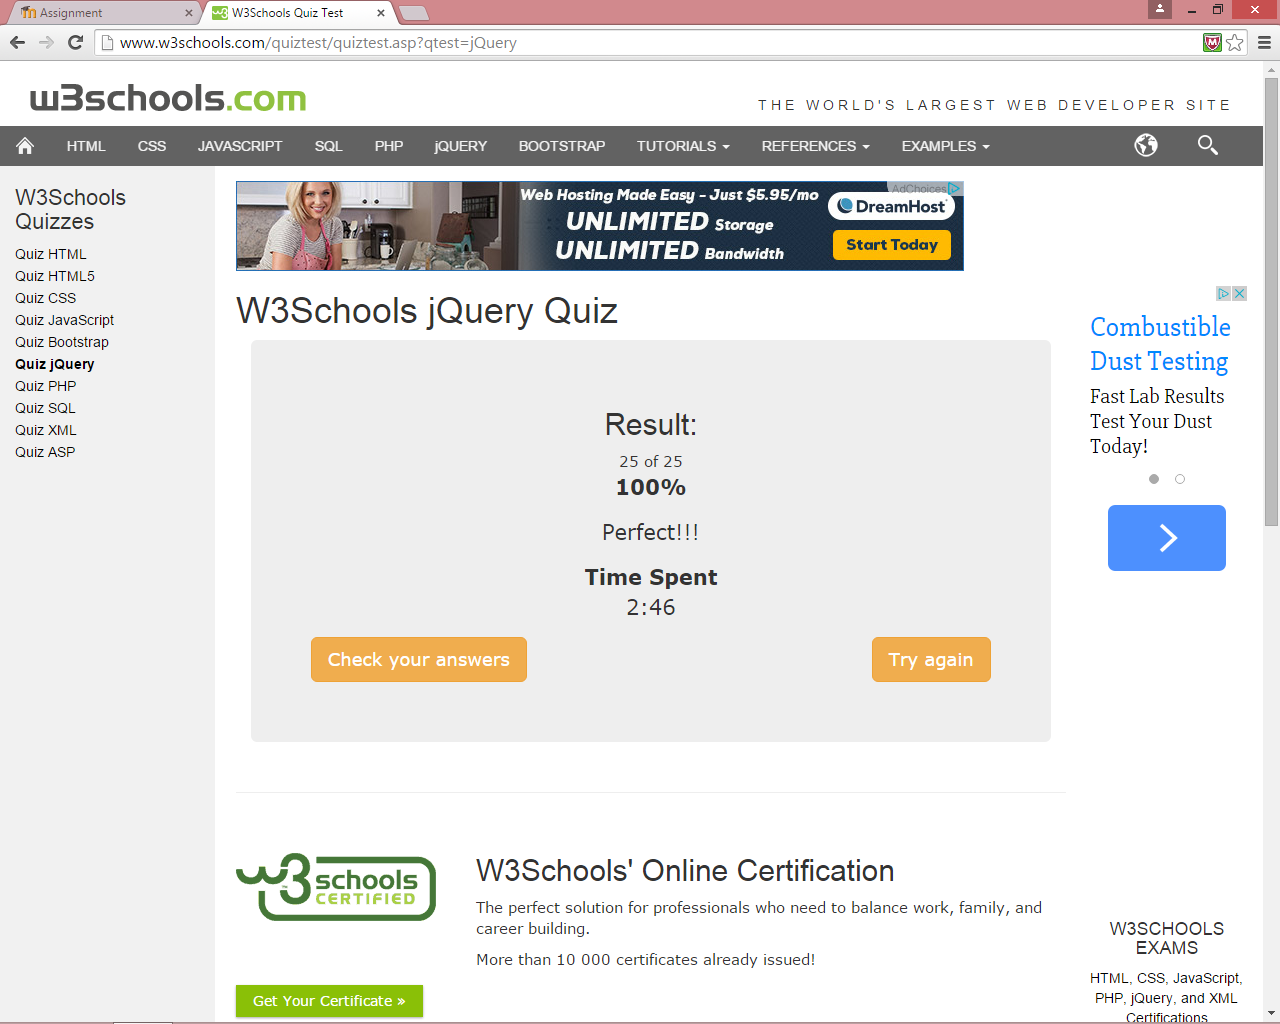 Assignment
W3Schools Quiz Test
www.w3schools.com/quiztest/quiztest.asp?qtest=jQuery
w3schools.com
THE WORLD'S LARGEST WEB DEVELOPER SITE
HTML CSS JAVASCRIPT SQL PHP jQUERY BOOTSTRAP TUTORIALS REFERENCES EXAMPLES
W3Schools
Quizzes
Quiz HTML
Quiz HTML5
Quiz CSS
Quiz JavaScript
Quiz Bootstrap
Quiz jQuery
Quiz PHP
Quiz SQL
Quiz XML
Quiz ASP
AdChoices
Web Hosting Made Easy - Just $5.95/mo
UNLIMITED Storage
UNLIMITED Bandwidth
DreamHost
Start Today
W3Schools jQuery Quiz
Result:
25 of 25
100%
Perfect!!!
Time Spent
2:46
Check your answers
Try again
Combustible
Dust Testing
Fast Lab Results
Test Your Dust
Today!
w3schools
CERTIFIED
W3Schools' Online Certification
The perfect solution for professionals who need to balance work, family, and
career building.
More than 10 000 certificates already issued!
Get Your Certificate »
W3SCHOOLS
EXAMS
HTML, CSS, JavaScript,
PHP, jQuery, and XML
Certifications